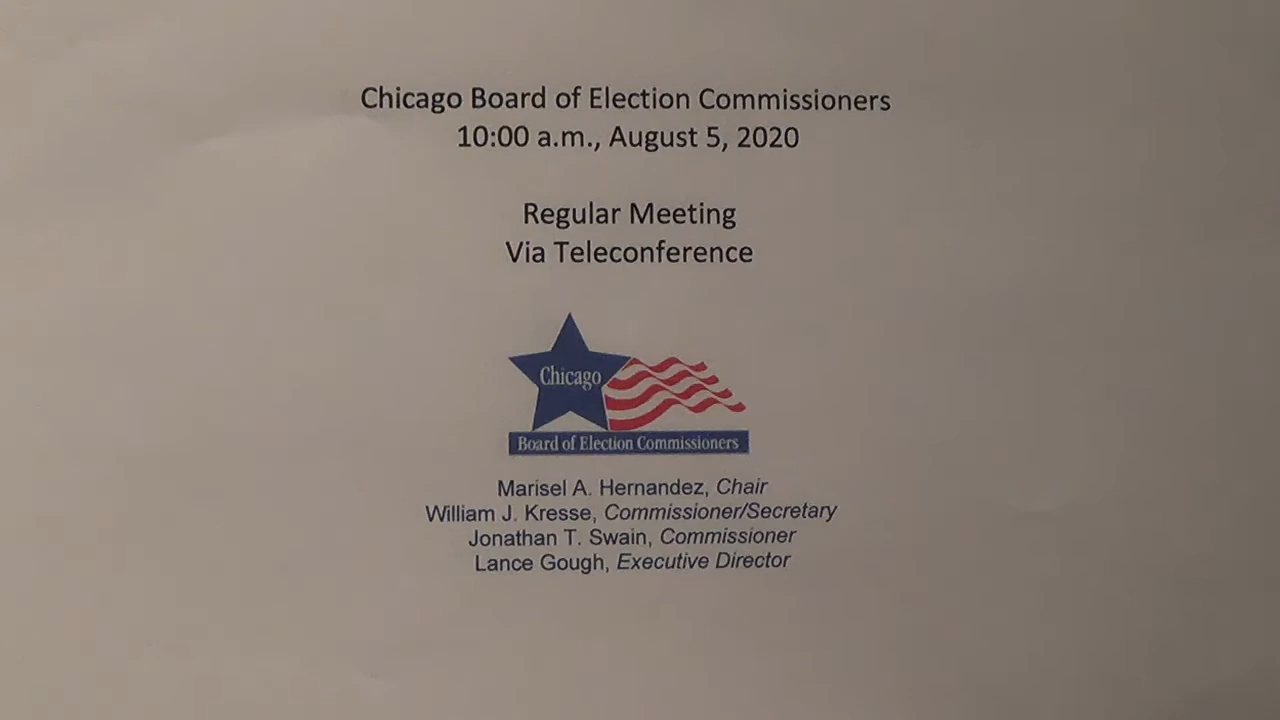 Chicago Board of Election Commissioners
10:00 a.m., August 5, 2020
Regular Meeting
Via Teleconference
Chicago
Board of Election Commissioners
Marisel A. Hernandez, Chair
William J. Kresse, Commissioner/Secretary
Jonathan T. Swain, Commissioner
Lance Gough, Executive Director